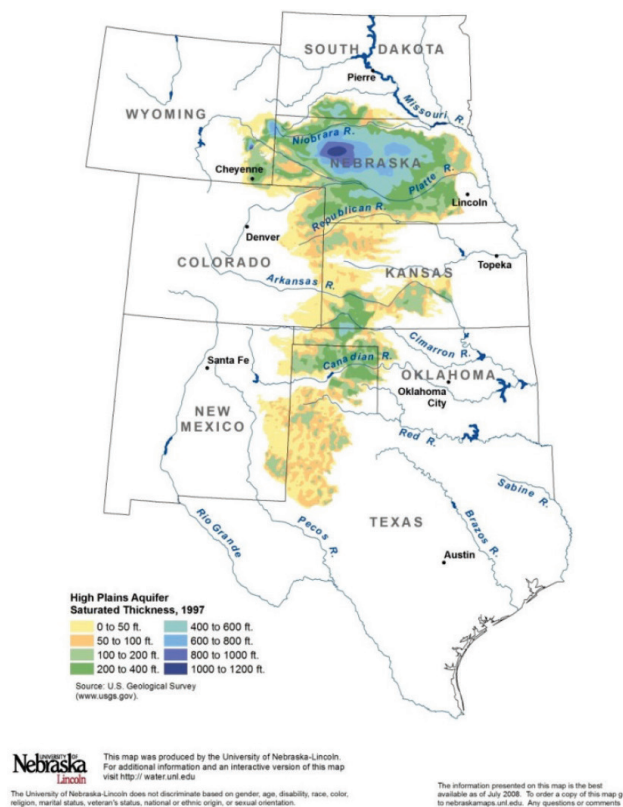 SOUTH DAKOTA
Pierre
Missouri R.
WYOMING
Niobrara R.
NEBRASKA
Cheyenne
Platte R.
Lincoln
Republican R.
Denver
COLORADO
KANSAS
Topeka
Arkansas R.
Cimarron R.
Santa Fe
Canadian R.
OKLAHOMA
Oklahoma
City
NEW
MEXICO
Red R.
Sabine R.
TEXAS
Rio Grande
Pecos R.
Brazos R.
Austin
High Plains Aquifer
Saturated Thickness, 1997
0 to 50 ft.
50 to 100 ft.
100 to 200 ft.
200 to 400 ft.
400 to 600 ft.
600 to 800 ft.
800 to 1000 ft.
1000 to 1200 ft.
Source: U.S. Geological Survey
(www.usgs.gov).
UNIVERSITY OF
Nebraska
Lincoln
This map was produced by the University of Nebraska-Lincoln.
For additional information and an interactive version of this map
visit http:// water.unl.edu
The University of Nebraska-Lincoln does not discriminate based on gender, age, disability, race, color,
religion, marital status, veteran's status, national or ethnic origin, or sexual orientation.
The information presented on this map is the best
available as of July 2008. To order a copy of this map g
to nebraskamaps.unl.edu. Any questions or comments